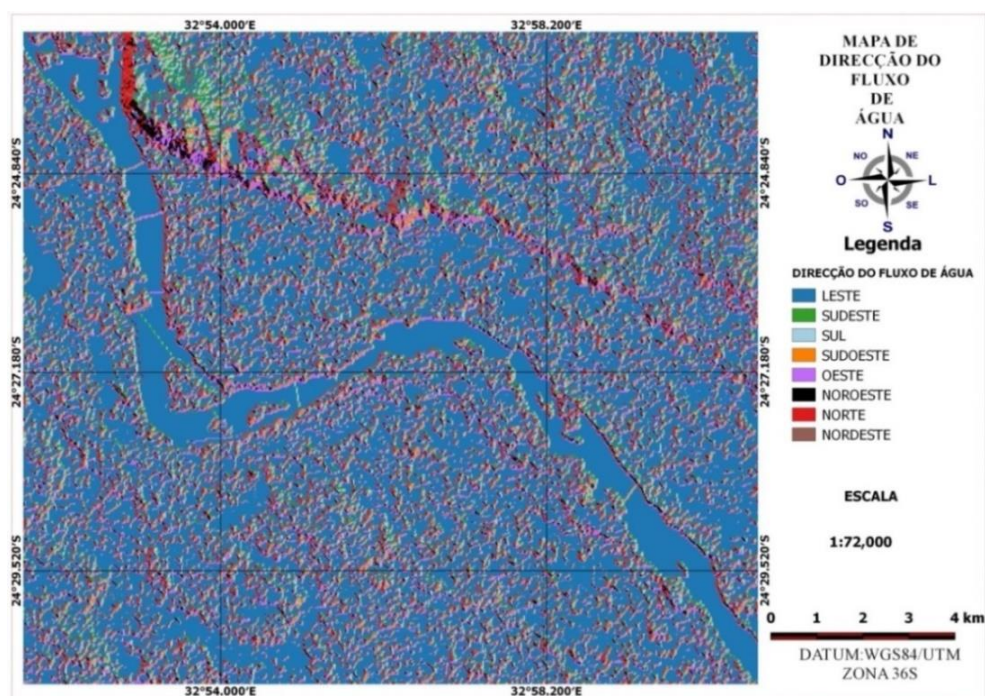 32°54.000'E
32°58.200'E
24°24.840'S
24°24.840'S
24°27.180'S
24°27.180'S
24°29.520'S
24°29.520'S
32°54.000'E
32°58.200'E
MAPA DE
DIRECÇÃO DO
FLUXO
DE
ÁGUA
N
NO
NE
O
L
SO
SE
S
Legenda
DIRECÇÃO DO FLUXO DE ÁGUA
LESTE
SUDESTE
SUL
SUDOESTE
OESTE
NOROESTE
NORTE
NORDESTE
ESCALA
1:72,000
0 1 2 3 4 km
DATUM:WGS84/UTM
ZONA 36S